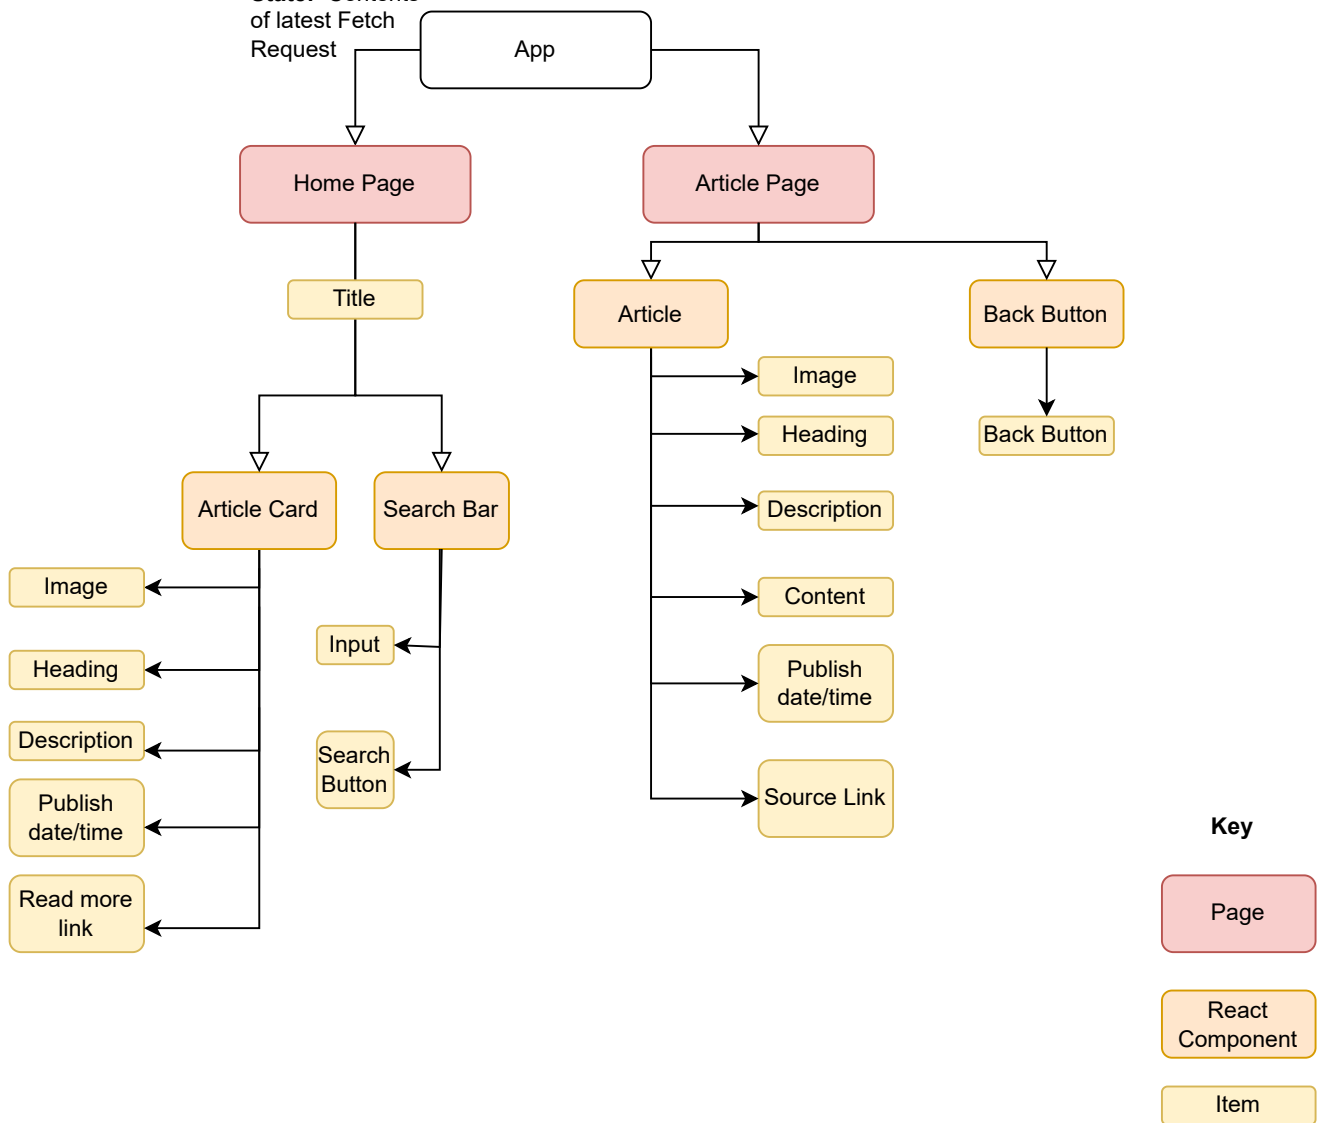 of latest Fetch
Request
App
Home Page
Article Page
Title
Article
Back Button
Image
Heading
Back Button
Article Card
Search Bar
Description
Image
Content
Input
Heading
Publish
date/time
Description
Search
Button
Publish
date/time
Source Link
Key
Read more
link
Page
React
Component
Item